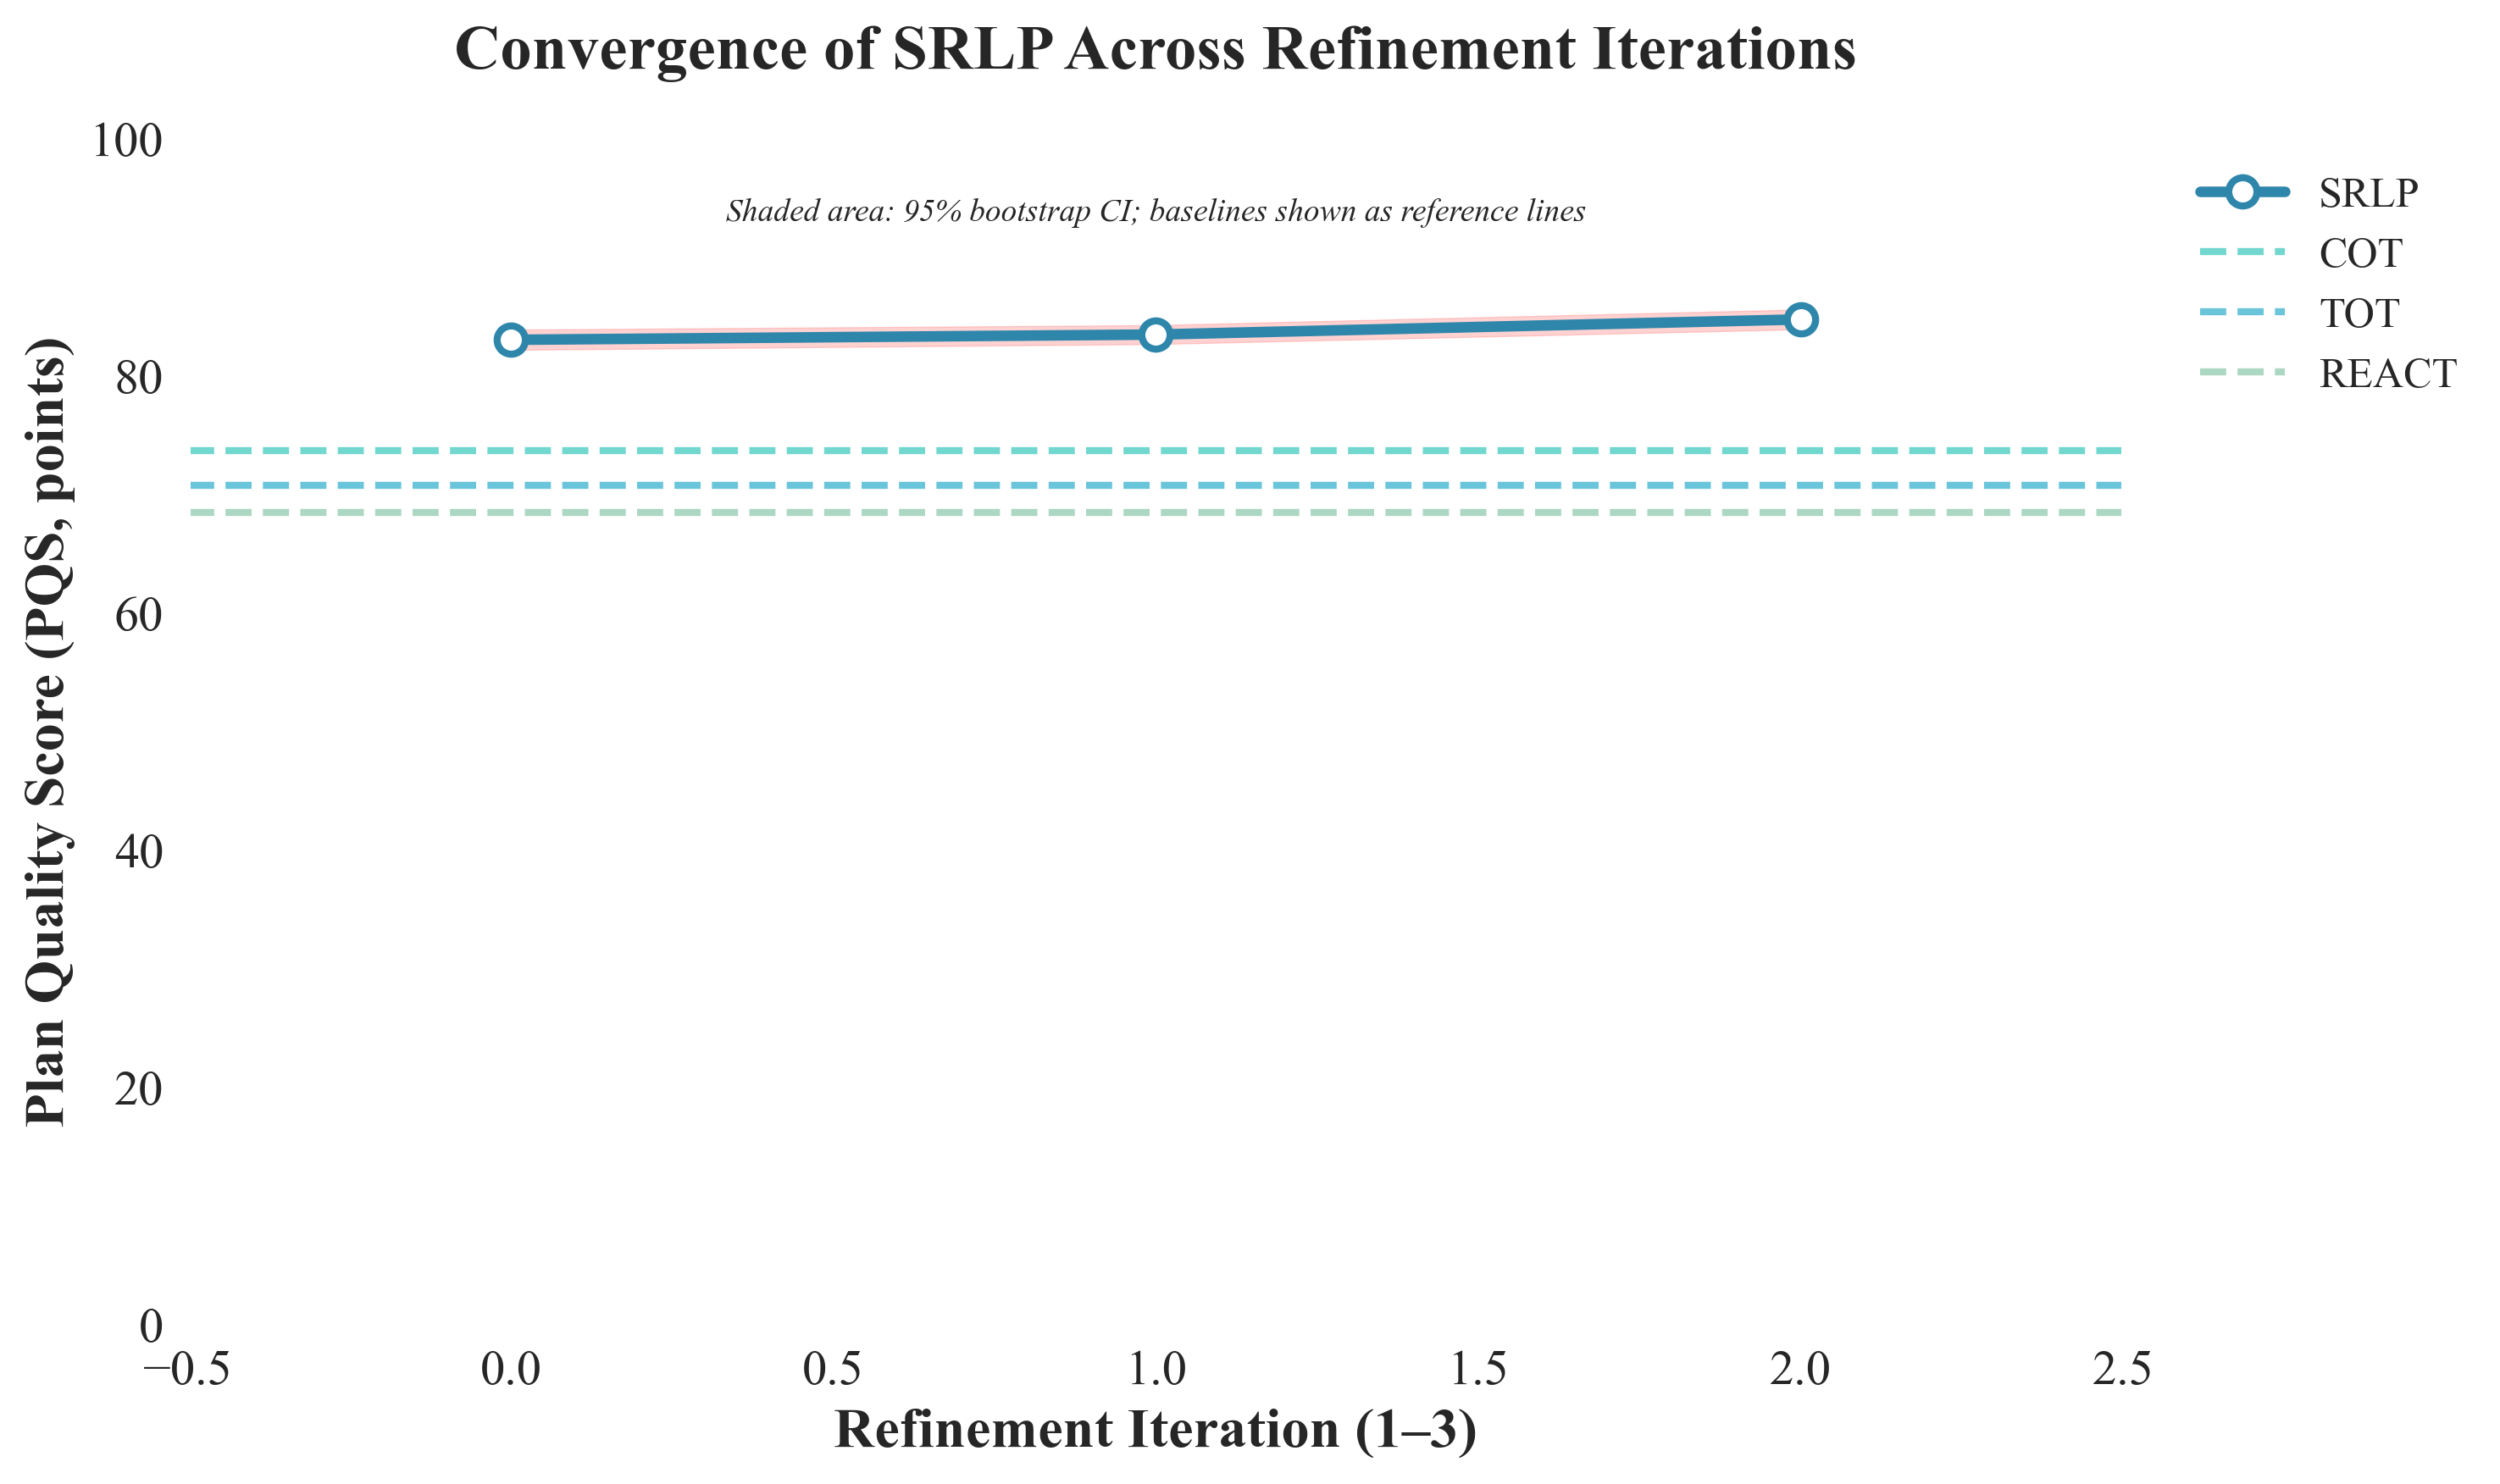 Convergence of SRLP Across Refinement Iterations
Shaded area: 95% bootstrap CI; baselines shown as reference lines
SRLP
COT
TOT
REACT
Plan Quality Score (PQS, points)
100
80
60
40
20
0
−0.5 0.0 0.5 1.0 1.5 2.0 2.5
Refinement Iteration (1–3)